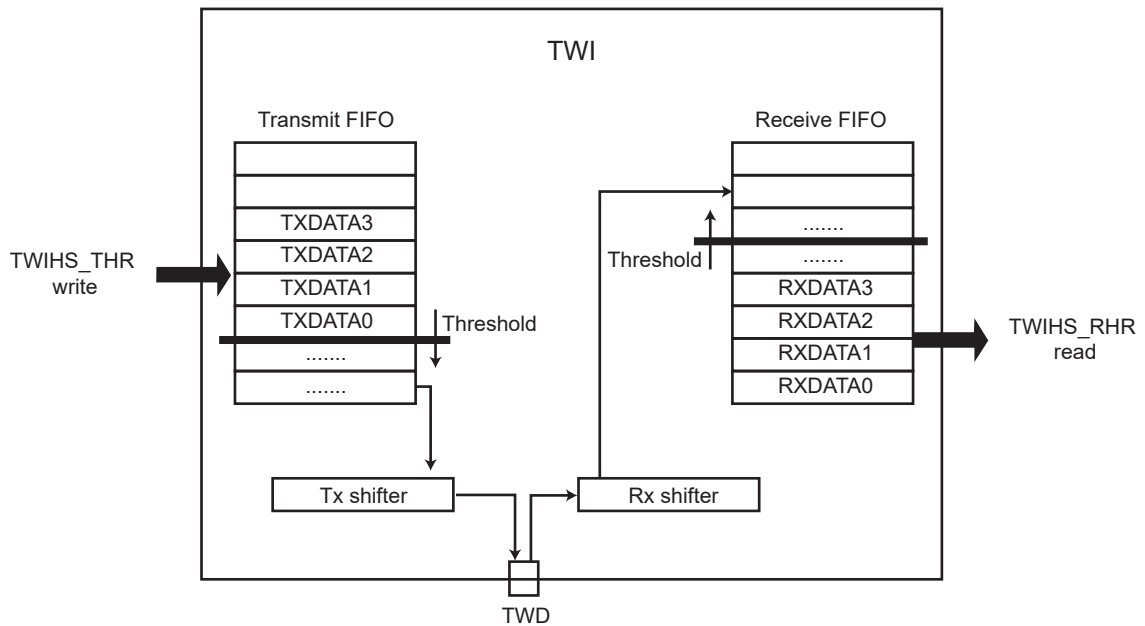 TWI
Transmit FIFO
Receive FIFO
TXDATA3
TXDATA2
TXDATA1
TXDATA0
.......
.......
Threshold
TWIHS_THR
write
.......
.......
RXDATA3
RXDATA2
RXDATA1
RXDATA0
Threshold
TWIHS_RHR
read
Tx shifter
Rx shifter
TWD